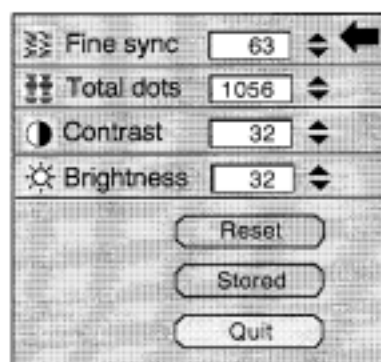 Fine sync 63
Total dots 1056
Contrast 32
Brightness 32
Reset
Stored
Quit